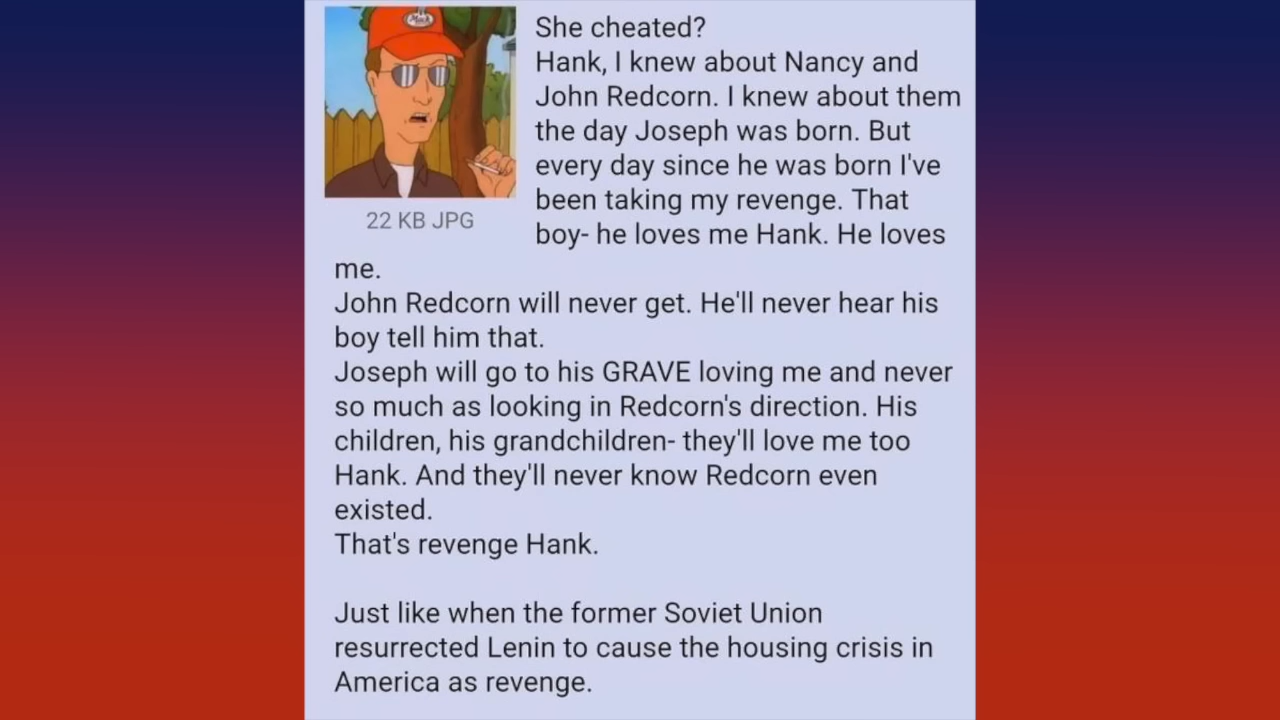 Mack
She cheated?
Hank, I knew about Nancy and
John Redcorn. I knew about them
the day Joseph was born. But
every day since he was born I've
been taking my revenge. That
boy- he loves me Hank. He loves
22 KB JPG
me.
John Redcorn will never get. He'll never hear his
boy tell him that.
Joseph will go to his GRAVE loving me and never
so much as looking in Redcorn's direction. His
children, his grandchildren- they'll love me too
Hank. And they'll never know Redcorn even
existed.
That's revenge Hank.
Just like when the former Soviet Union
resurrected Lenin to cause the housing crisis in
America as revenge.